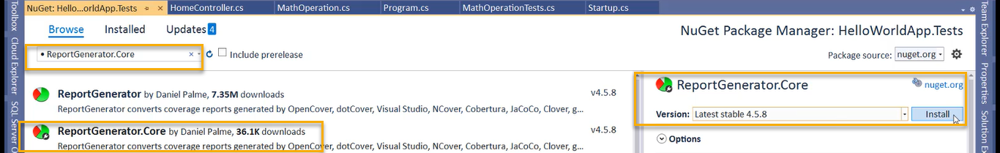 NuGet: Hello...orldApp.Tests HomeController.cs MathOperation.cs Program.cs MathOperationTests.cs Startup.cs
Browse Installed Updates 4
NuGet Package Manager: HelloWorldApp.Tests
• ReportGenerator.Core
Include prerelease
Package source: nuget.org
ReportGenerator by Daniel Palme, 7.35M downloads
v4.5.8
ReportGenerator converts coverage reports generated by OpenCover, dotCover, Visual Studio, NCover, Cobertura, JaCoCo, Clover, g...
ReportGenerator.Core by Daniel Palme, 36.1K downloads
v4.5.8
ReportGenerator converts coverage reports generated by OpenCover, dotCover, Visual Studio, NCover, Cobertura, JaCoCo, Clover, g...
ReportGenerator.Core
nuget.org
Version: Latest stable 4.5.8 Install
Options
Toolbox
Cloud Explorer
SQL Server
Team Explorer
Properties
Solution